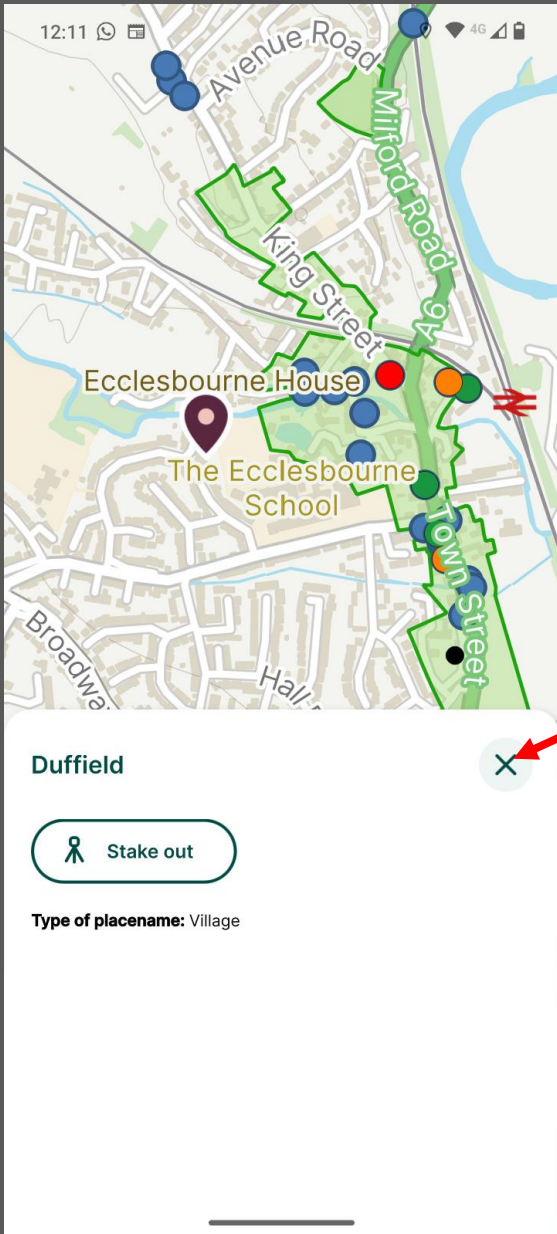 12:11
4G
Avenue Road
Milford Road
A6
King Street
Ecclesbourne House
The Ecclesbourne
School
Town Street
Hall
Duffield
Stake out
Type of placename: Village